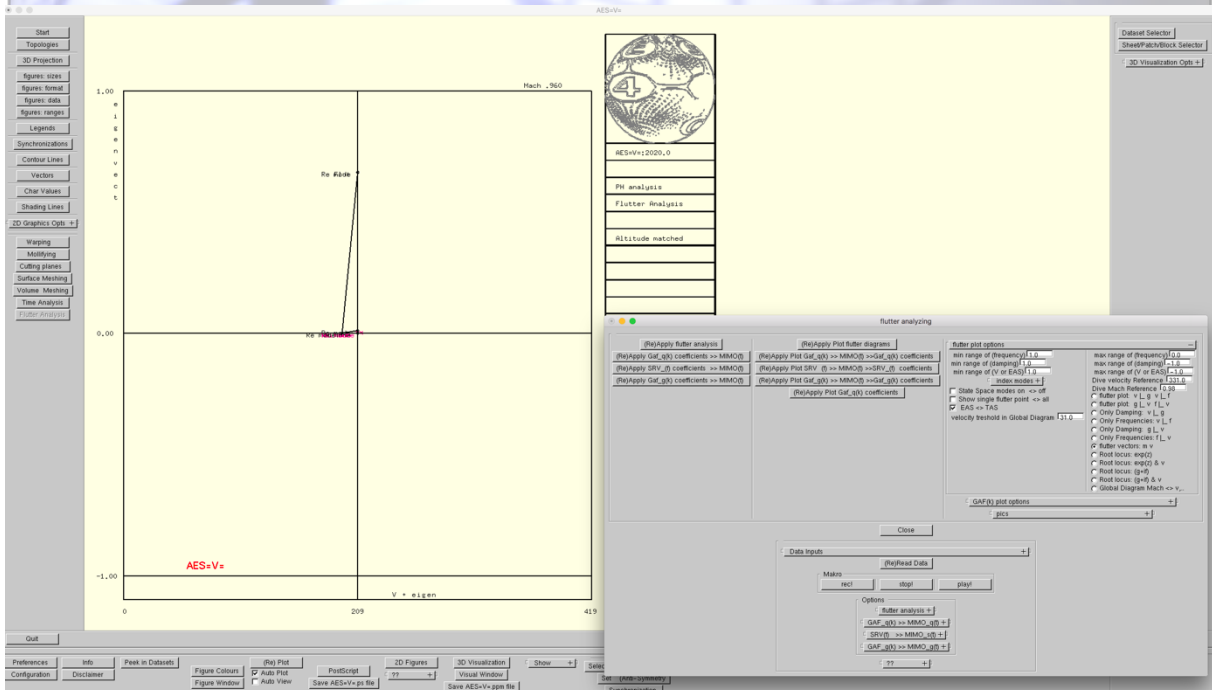 AES=V=
Start
Topologies
3D Projection
figures: sizes
figures: format
figures: data
figures: ranges
Legends
Synchronizations
Contour Lines
Vectors
Char Values
Shading Lines
2D Graphics Opts +
Warping
Mollifying
Cutting planes
Surface Meshing
Volume Meshing
Time Analysis
Flutter Analysis
Quit
Mach .960
1.00
eigenvect
0.00
-1.00
AES=V=
V * eigen
0
209
419
4
AES=V=:2020.0
PH analysis
Flutter Analysis
Altitude matched
Dataset Selector
Sheet/Patch/Block Selector
3D Visualization Opts +
flutter analyzing
(Re)Apply flutter analysis
(Re)Apply Gaf_q(k) coefficients >> MIMO(f)
(Re)Apply SRV_(f) coefficients >> MIMO(f)
(Re)Apply Gaf_g(k) coefficients >> MIMO(f)
(Re)Apply Plot flutter diagrams
(Re)Apply Plot Gaf_q(k) >> MIMO(f) >>Gaf_q(k) coefficients
(Re)Apply Plot SRV (f) >> MIMO(f) >>SRV_(f) coefficients
(Re)Apply Plot Gaf_g(k) >> MIMO(f) >>Gaf_g(k) coefficients
(Re)Apply Plot Gaf_q(k) coefficients
flutter plot options
min range of (frequency) 1.0
min range of (damping) 1.0
min range of (V or EAS) 1.0
index modes +
State Space modes on <> off
Show single flutter point <> all
EAS <> TAS
velocity treshold in Global Diagram 31.0
max range of (frequency) 0.0
max range of (damping) -1.0
max range of (V or EAS) -1.0
Dive velocity Reference 331.0
Dive Mach Reference 0.98
flutter plot v |_ g v |_ f
flutter plot: g |_ v f |_ v
Only Damping: v |_ g
Only Frequencies: v |_ f
Only Damping: g |_ v
Only Frequencies: f |_ v
flutter vectors: m v
Root locus: exp(z)
Root locus: exp(z) & v
Root locus: (g+if)
Root locus: (g+if) & v
Global Diagram Mach <> v,..
GAF(k) plot options +
pics +
Close
Data Inputs +
(Re)Read Data
Makro
rec!
stop!
play!
Options
flutter analysis +
GAF_q(k) >> MIMO_q(f) +
SRV(f) >> MIMO_s(f) +
GAF_g(k) >> MIMO_g(f) +
?? +
Preferences
Info
Peek in Datasets
Configuration
Disclaimer
Figure Colours
Figure Window
(Re) Plot
Auto Plot
Auto View
PostScript
Save AES=V=.ps file
2D Figures
?? +
3D Visualization
Visual Window
Save AES=V=.ppm file
Show +